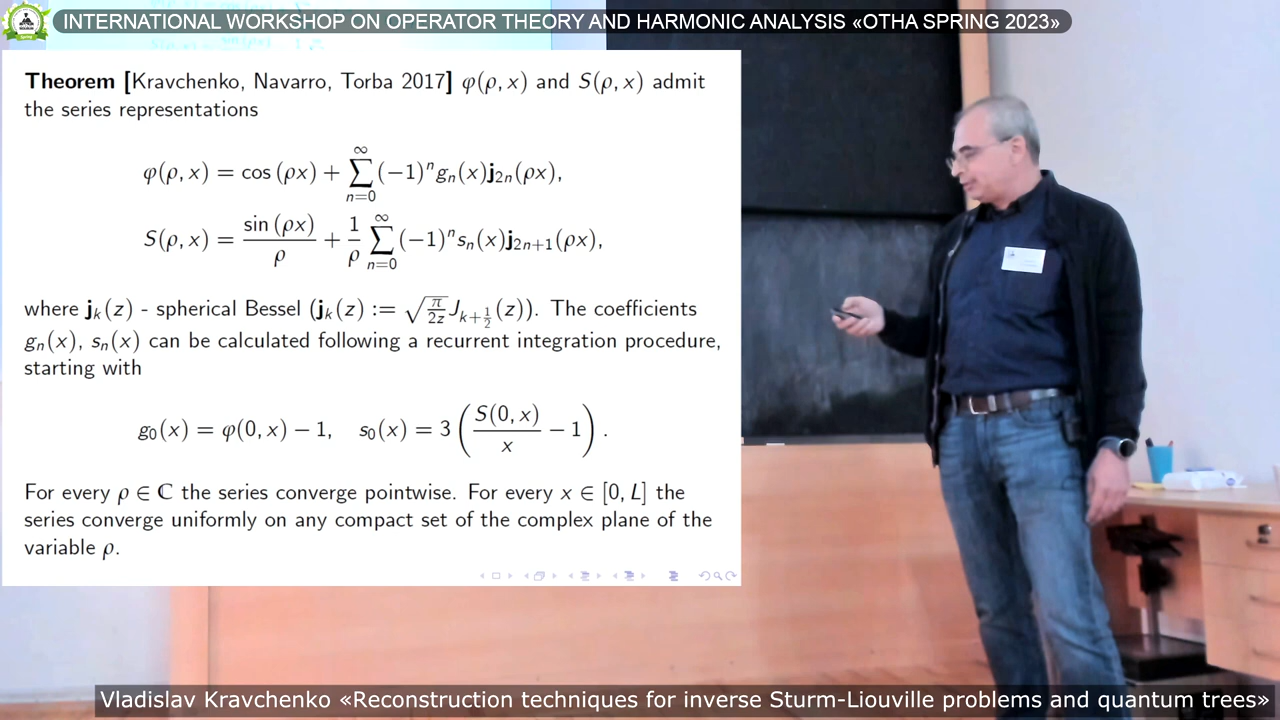 INTERNATIONAL WORKSHOP ON OPERATOR THEORY AND HARMONIC ANALYSIS «OTHA SPRING 2023»
Theorem [Kravchenko, Navarro, Torba 2017] φ(ρ, x) and S(ρ, x) admit
the series representations
φ(ρ, x) = cos (ρx) + ∑_{n=0}^{∞} (−1)^n g_n(x) j_{2n}(ρx),
S(ρ, x) = sin (ρx)/ρ + 1/ρ ∑_{n=0}^{∞} (−1)^n s_n(x) j_{2n+1}(ρx),
where j_k(z) - spherical Bessel (j_k(z) := √(π/2z) J_{k+1/2}(z)). The coefficients
g_n(x), s_n(x) can be calculated following a recurrent integration procedure,
starting with
g_0(x) = φ(0, x) − 1, s_0(x) = 3 (S(0, x)/x − 1).
For every ρ ∈ ℂ the series converge pointwise. For every x ∈ [0, L] the
series converge uniformly on any compact set of the complex plane of the
variable ρ.
Vladislav Kravchenko «Reconstruction techniques for inverse Sturm-Liouville problems and quantum trees»